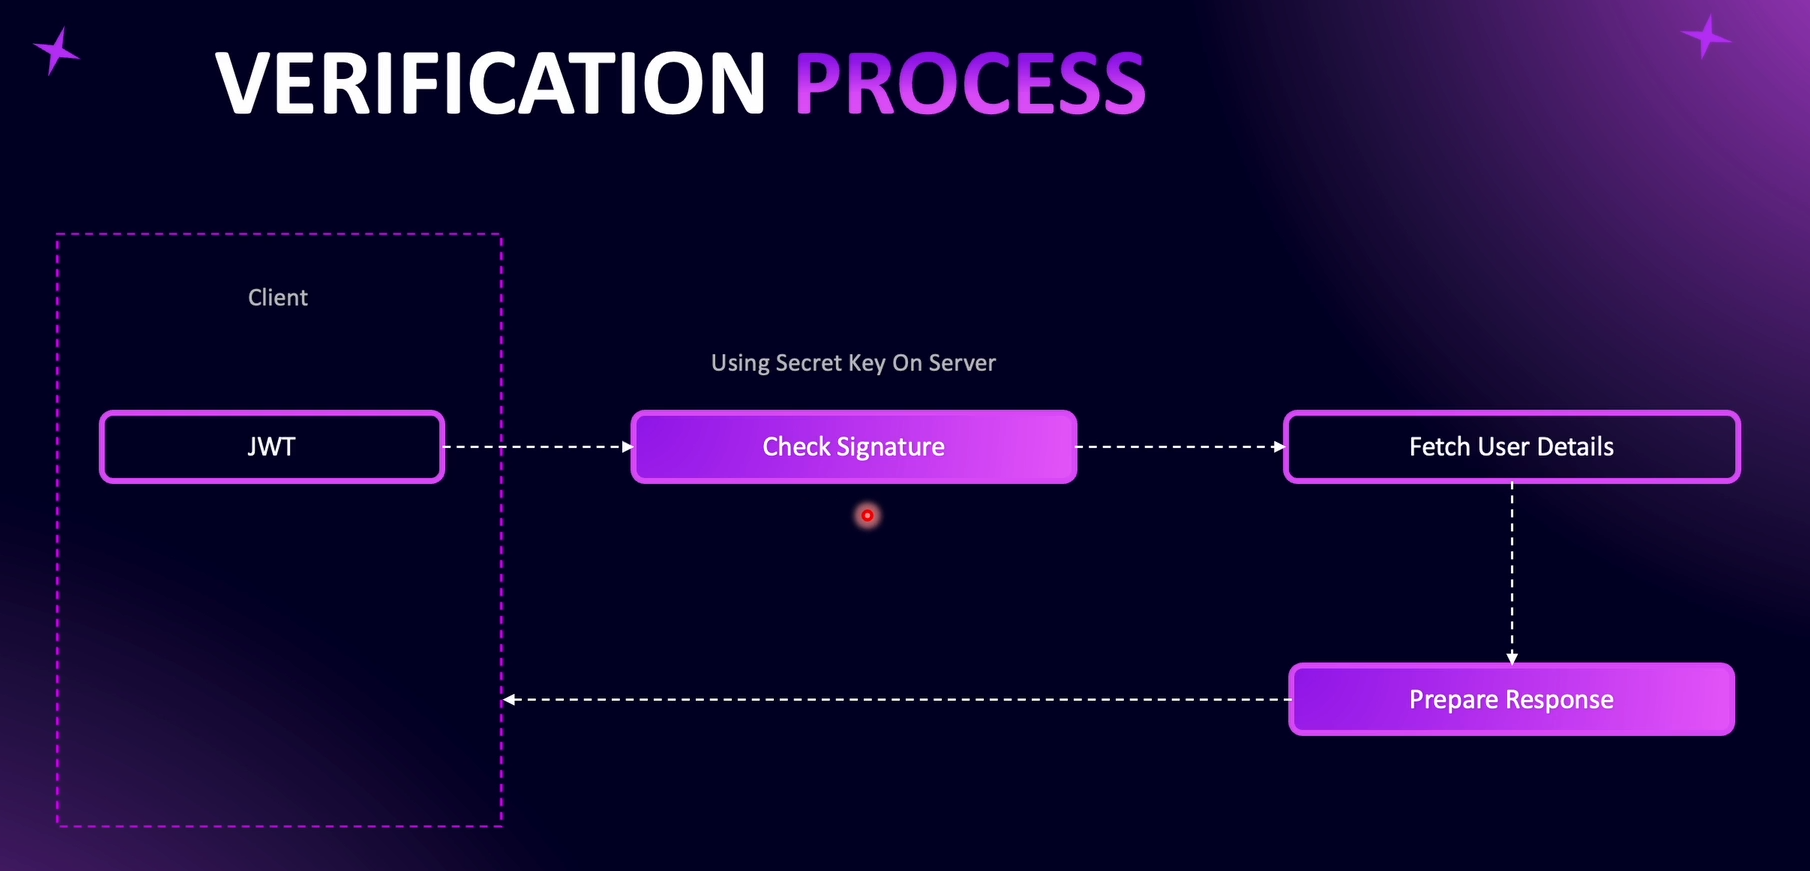 VERIFICATION PROCESS
Client
Using Secret Key On Server
JWT
Check Signature
Fetch User Details
Prepare Response